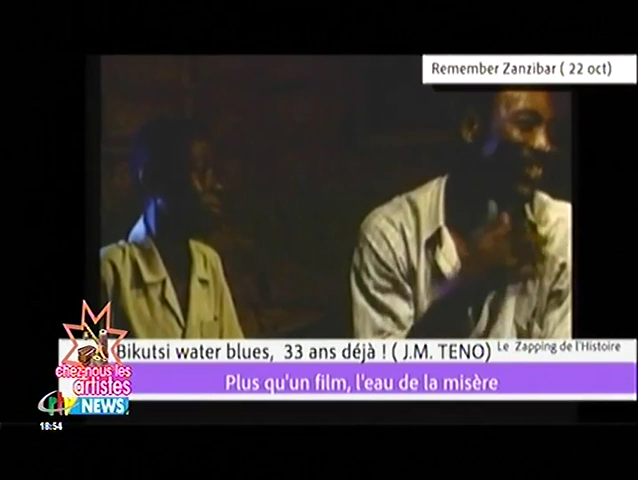 Remember Zanzibar ( 22 oct)
Bikutsi water blues, 33 ans déjà ! ( J.M. TENO)
Le Zapping de l'Histoire
Plus qu'un film, l'eau de la misère
chez-nous les
artistes
crtv NEWS
18:54